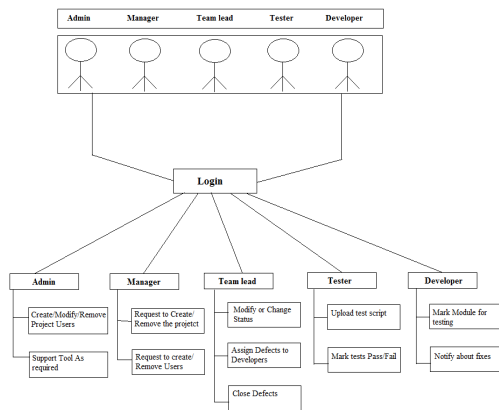 Admin Manager Team lead Tester Developer
Login
Admin Manager Team lead Tester Developer
Create/Modify/Remove
Project Users
Support Tool As
required
Request to Create/
Remove the projetct
Request to create/
Remove Users
Modify or Change
Status
Assign Defects to
Developers
Close Defects
Upload test script
Mark tests Pass/Fail
Mark Module for
testing
Notify about fixes